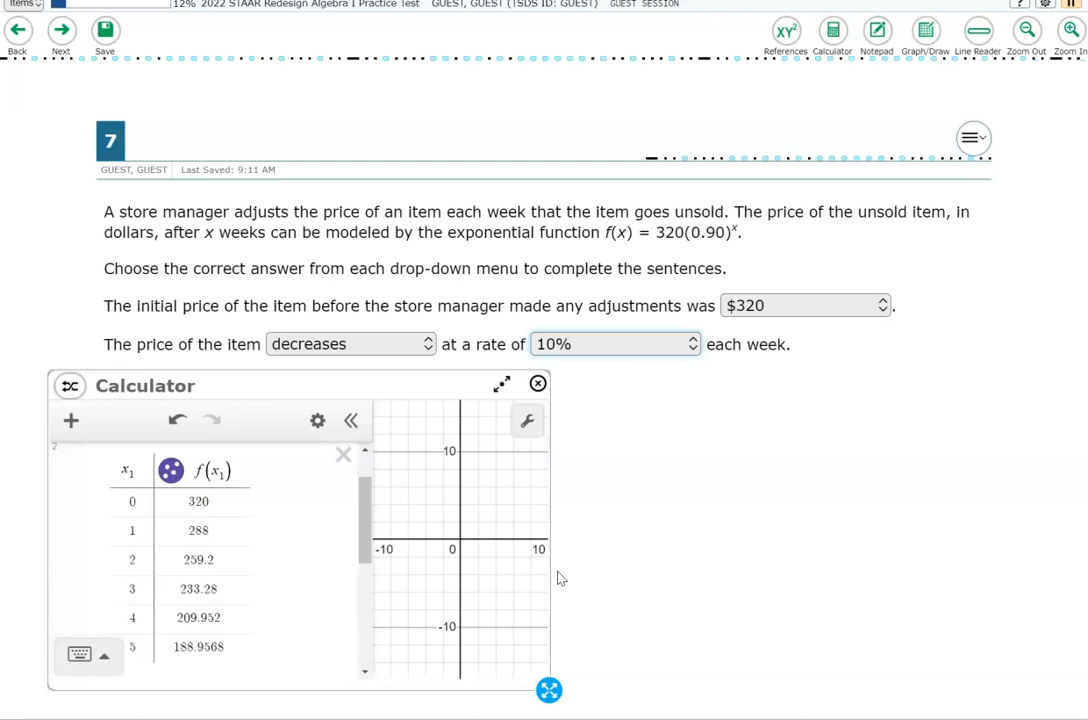 Items
12% 2022 STAAR Redesign Algebra I Practice Test GUEST, GUEST (TSDS ID: GUEST) GUEST SESSION ?
XY²
Back Next Save References Calculator Notepad Graph/Draw Line Reader Zoom Out Zoom In
7
GUEST, GUEST Last Saved: 9:11 AM
A store manager adjusts the price of an item each week that the item goes unsold. The price of the unsold item, in
dollars, after x weeks can be modeled by the exponential function f(x) = 320(0.90)ˣ.
Choose the correct answer from each drop-down menu to complete the sentences.
The initial price of the item before the store manager made any adjustments was $320 .
The price of the item decreases at a rate of 10% each week.
Calculator
2
x₁ f(x₁)
0 320
1 288
2 259.2
3 233.28
4 209.952
5 188.9568
10
-10 0 10
-10